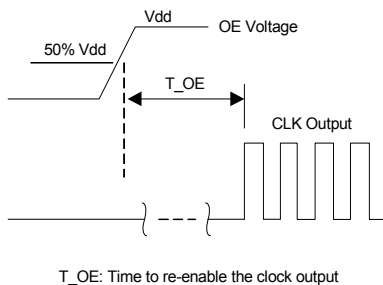 Vdd
OE Voltage
50% Vdd
T_OE
CLK Output
T_OE: Time to re-enable the clock output